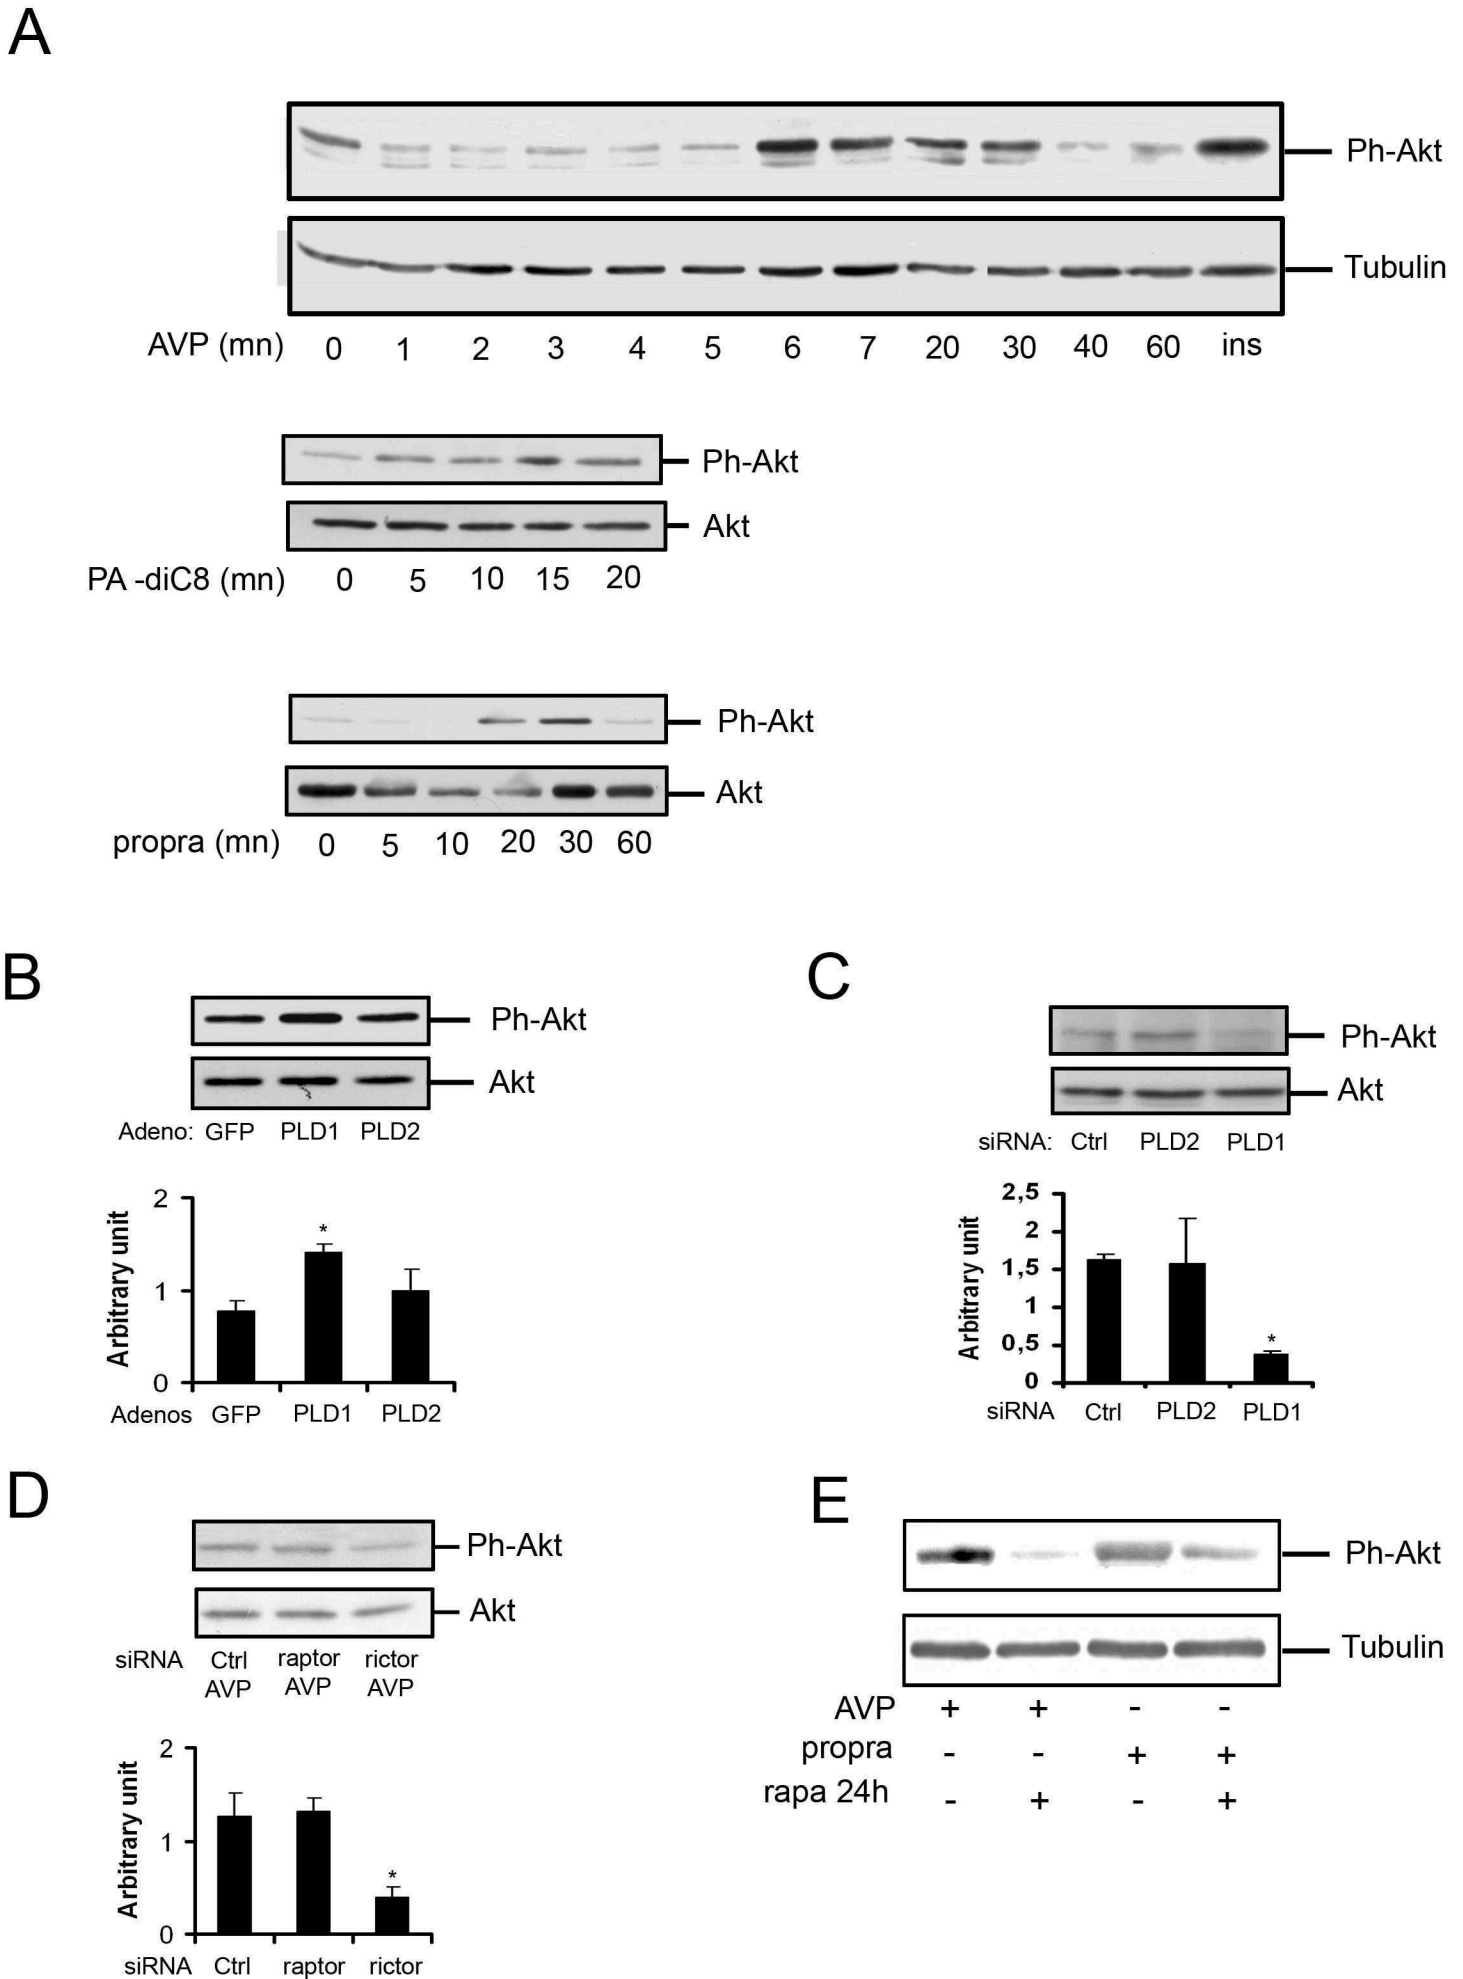 A
Ph-Akt
Tubulin
AVP (mn) 0 1 2 3 4 5 6 7 20 30 40 60 ins
Ph-Akt
Akt
PA -diC8 (mn) 0 5 10 15 20
Ph-Akt
Akt
propra (mn) 0 5 10 20 30 60
B
Ph-Akt
Akt
Adeno: GFP PLD1 PLD2
Arbitrary unit
2
1
0
*
Adenos GFP PLD1 PLD2
C
Ph-Akt
Akt
siRNA: Ctrl PLD2 PLD1
Arbitrary unit
2,5
2
1,5
1
0,5
0
*
siRNA Ctrl PLD2 PLD1
D
Ph-Akt
Akt
siRNA Ctrl raptor rictor
AVP AVP AVP
Arbitrary unit
2
1
0
*
siRNA Ctrl raptor rictor
E
Ph-Akt
Tubulin
AVP + + - -
propra - - + +
rapa 24h - + - +